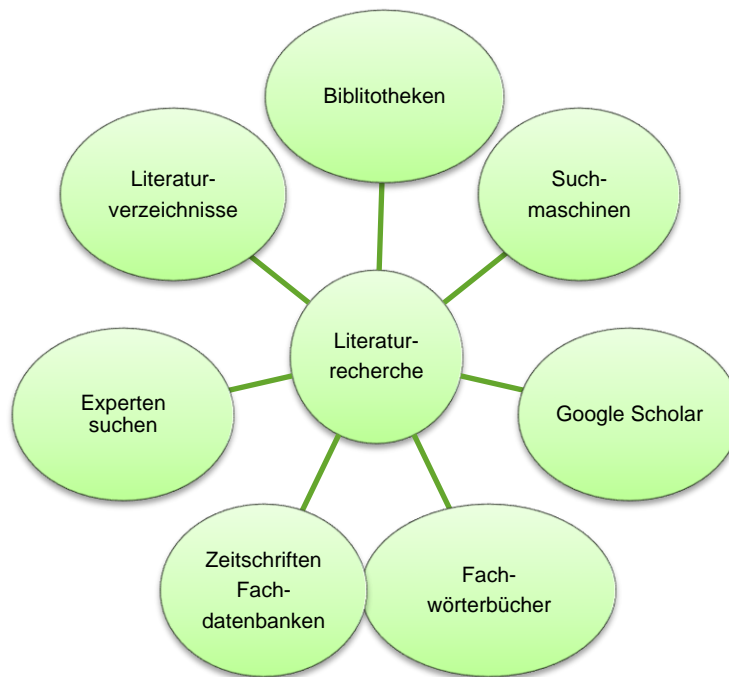 Biblitotheken
Literatur-
verzeichnisse
Such-
maschinen
Literatur-
recherche
Experten
suchen
Google Scholar
Zeitschriften
Fach-
datenbanken
Fach-
wörterbücher